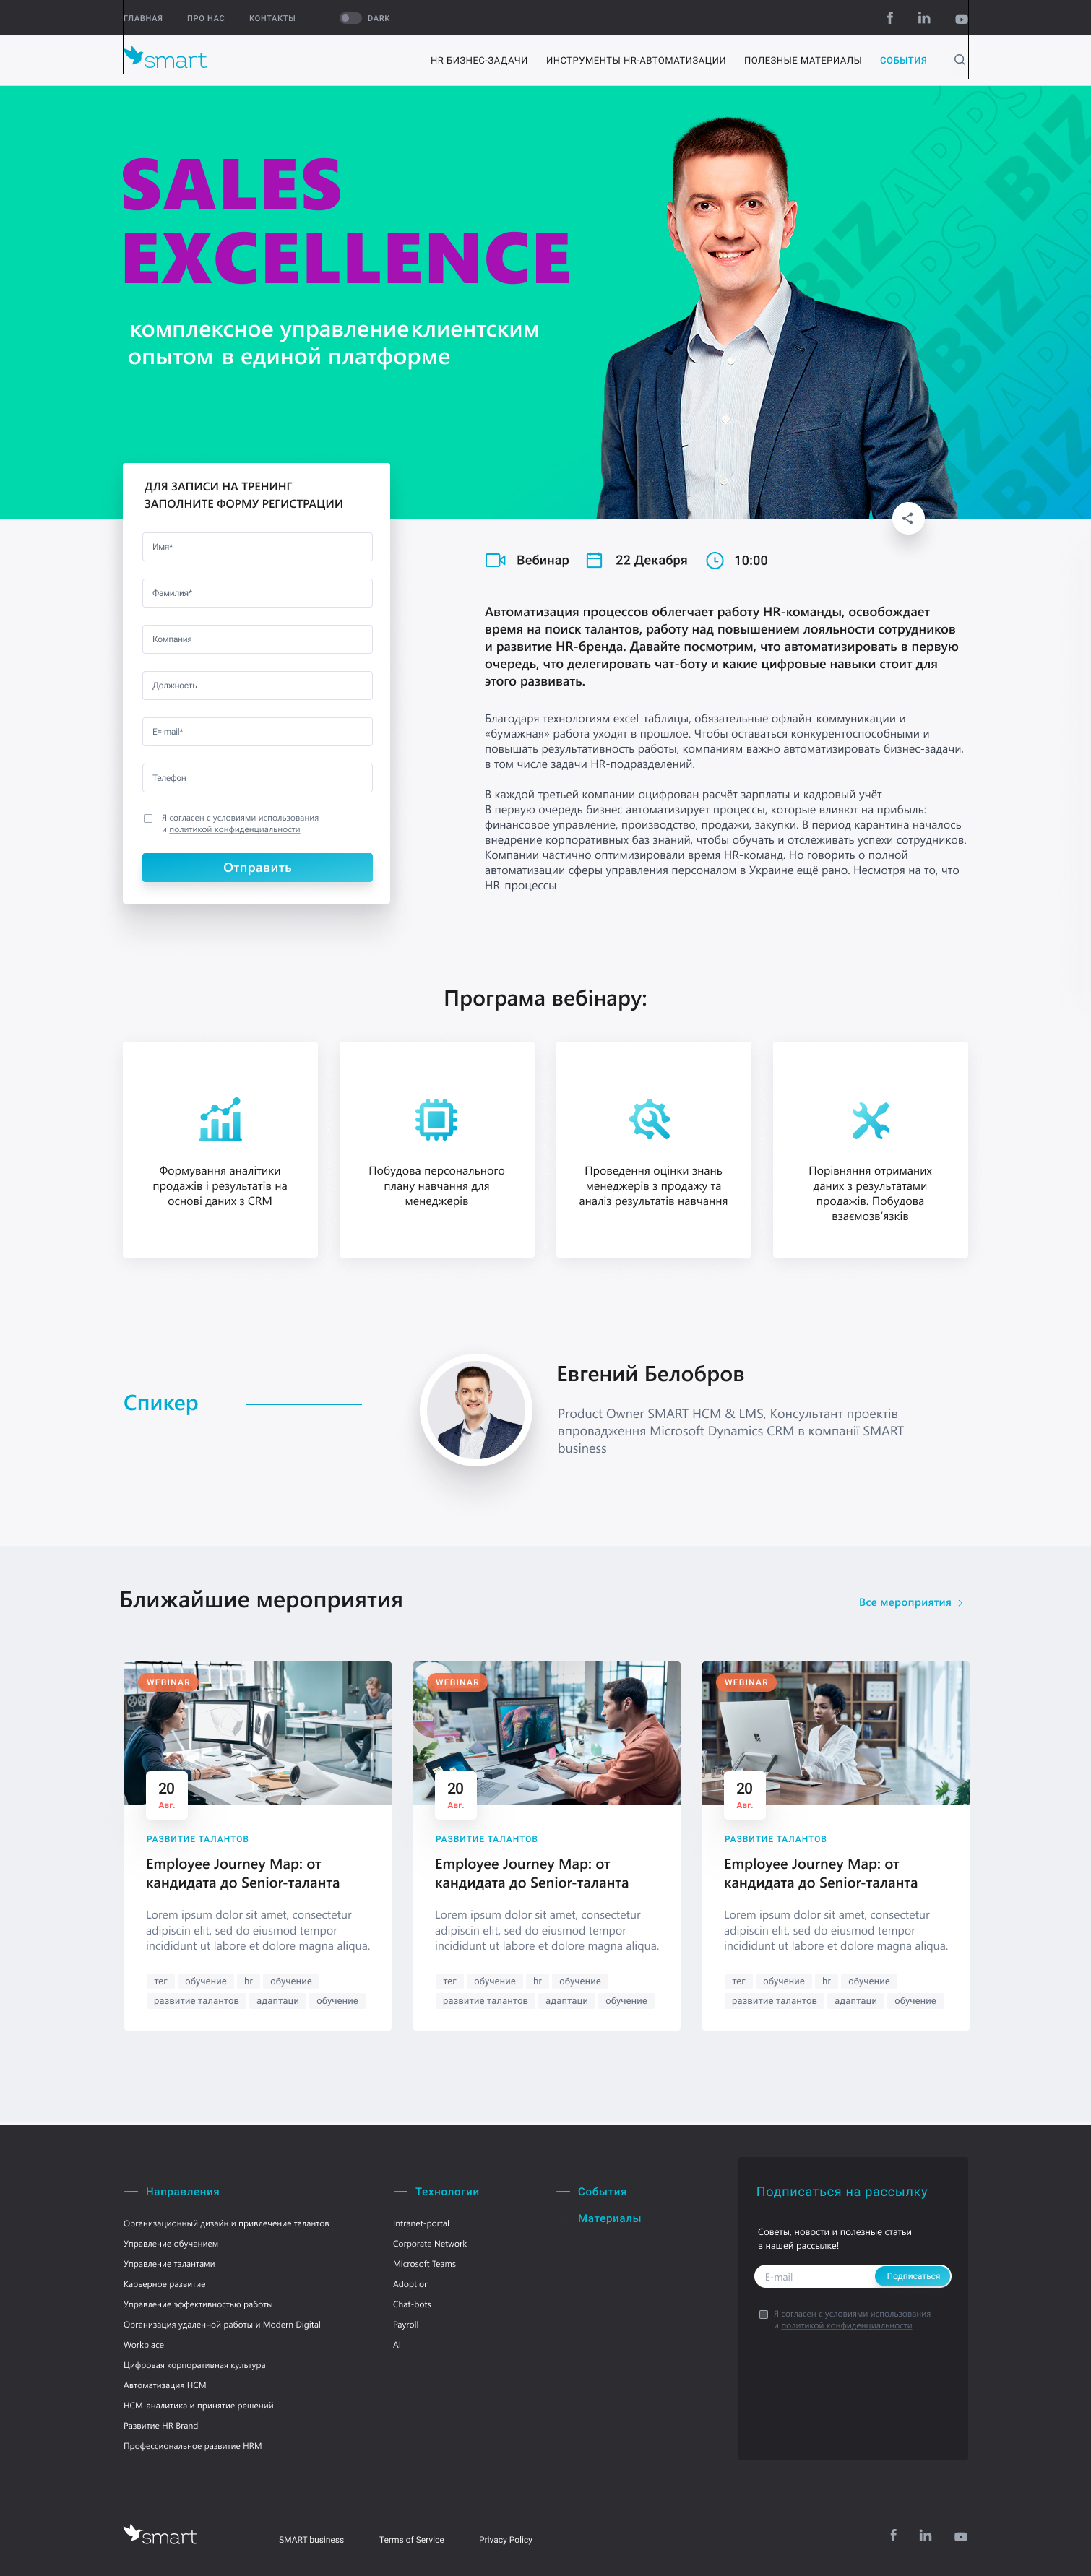 ГЛАВНАЯ ПРО НАС КОНТАКТЫ DARK
smart
HR БИЗНЕС-ЗАДАЧИ ИНСТРУМЕНТЫ HR-АВТОМАТИЗАЦИИ ПОЛЕЗНЫЕ МАТЕРИАЛЫ СОБЫТИЯ
SALES
EXCELLENCE
комплексное управление клиентским
опытом в единой платформе
BIZ APPS BIZ
APPS
BIZ
BIZ
BIZ
ДЛЯ ЗАПИСИ НА ТРЕНИНГ
ЗАПОЛНИТЕ ФОРМУ РЕГИСТРАЦИИ
Имя*
Фамилия*
Компания
Должность
E=-mail*
Телефон
Я согласен с условиями использования
и политикой конфиденциальности
Отправить
Вебинар 22 Декабря 10:00
Автоматизация процессов облегчает работу HR-команды, освобождает
время на поиск талантов, работу над повышением лояльности сотрудников
и развитие HR-бренда. Давайте посмотрим, что автоматизировать в первую
очередь, что делегировать чат-боту и какие цифровые навыки стоит для
этого развивать.
Благодаря технологиям excel-таблицы, обязательные офлайн-коммуникации и
«бумажная» работа уходят в прошлое. Чтобы оставаться конкурентоспособными и
повышать результативность работы, компаниям важно автоматизировать бизнес-задачи,
в том числе задачи HR-подразделений.
В каждой третьей компании оцифрован расчёт зарплаты и кадровый учёт
В первую очередь бизнес автоматизирует процессы, которые влияют на прибыль:
финансовое управление, производство, продажи, закупки. В период карантина началось
внедрение корпоративных баз знаний, чтобы обучать и отслеживать успехи сотрудников.
Компании частично оптимизировали время HR-команд. Но говорить о полной
автоматизации сферы управления персоналом в Украине ещё рано. Несмотря на то, что
HR-процессы
Програма вебінару:
Формування аналітики
продажів і результатів на
основі даних з CRM
Побудова персонального
плану навчання для
менеджерів
Проведення оцінки знань
менеджерів з продажу та
аналіз результатів навчання
Порівняння отриманих
даних з результатами
продажів. Побудова
взаємозв'язків
Спикер
Евгений Белобров
Product Owner SMART HCM & LMS, Консультант проектів
впровадження Microsoft Dynamics CRM в компанії SMART
business
Ближайшие мероприятия
Все мероприятия
WEBINAR
20
Авг.
РАЗВИТИЕ ТАЛАНТОВ
Employee Journey Map: от
кандидата до Senior-таланта
Lorem ipsum dolor sit amet, consectetur
adipiscin elit, sed do eiusmod tempor
incididunt ut labore et dolore magna aliqua.
тег обучение hr обучение
развитие талантов адаптаци обучение
WEBINAR
20
Авг.
РАЗВИТИЕ ТАЛАНТОВ
Employee Journey Map: от
кандидата до Senior-таланта
Lorem ipsum dolor sit amet, consectetur
adipiscin elit, sed do eiusmod tempor
incididunt ut labore et dolore magna aliqua.
тег обучение hr обучение
развитие талантов адаптаци обучение
WEBINAR
20
Авг.
РАЗВИТИЕ ТАЛАНТОВ
Employee Journey Map: от
кандидата до Senior-таланта
Lorem ipsum dolor sit amet, consectetur
adipiscin elit, sed do eiusmod tempor
incididunt ut labore et dolore magna aliqua.
тег обучение hr обучение
развитие талантов адаптаци обучение
Направления
Организационный дизайн и привлечение талантов
Управление обучением
Управление талантами
Карьерное развитие
Управление эффективностью работы
Организация удаленной работы и Modern Digital
Workplace
Цифровая корпоративная культура
Автоматизация HCM
HCM-аналитика и принятие решений
Развитие HR Brand
Профессиональное развитие HRM
Технологии
Intranet-portal
Corporate Network
Microsoft Teams
Adoption
Chat-bots
Payroll
AI
События
Материалы
Подписаться на рассылку
Советы, новости и полезные статьи
в нашей рассылке!
E-mail Подписаться
Я согласен с условиями использования
и политикой конфиденциальности
smart
SMART business Terms of Service Privacy Policy